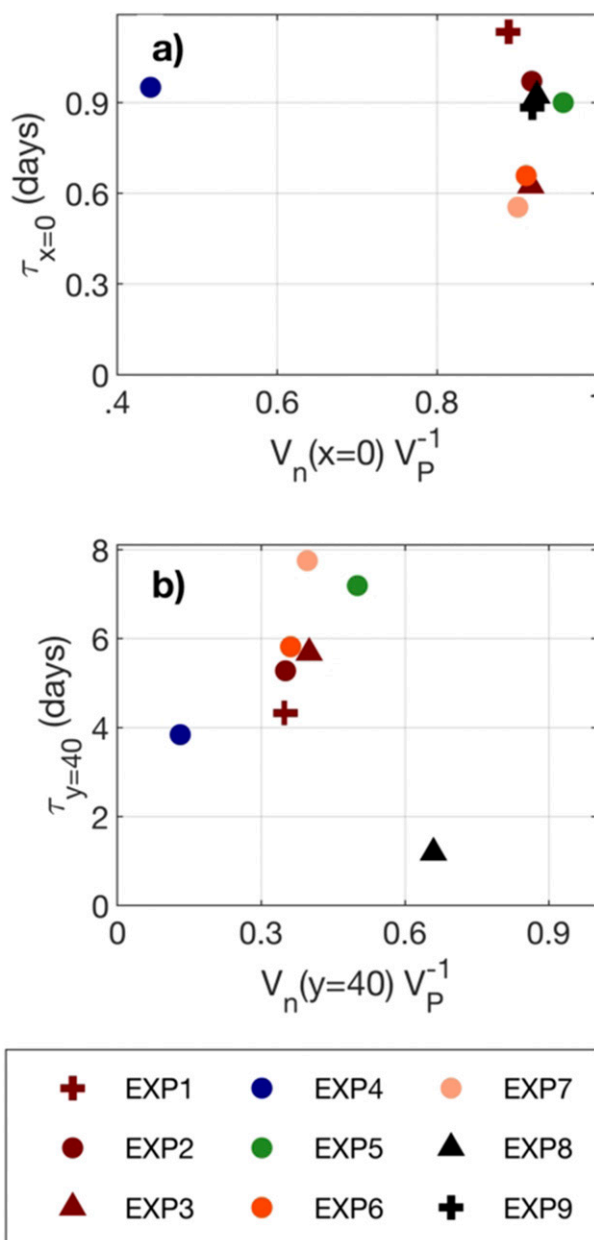 a)
0.9
0.6
0.3
0
τx=0 (days)
.4 0.6 0.8 1
Vn(x=0) VP-1
b)
8
6
4
2
0
τy=40 (days)
0 0.3 0.6 0.9
Vn(y=40) VP-1
EXP1 EXP4 EXP7
EXP2 EXP5 EXP8
EXP3 EXP6 EXP9